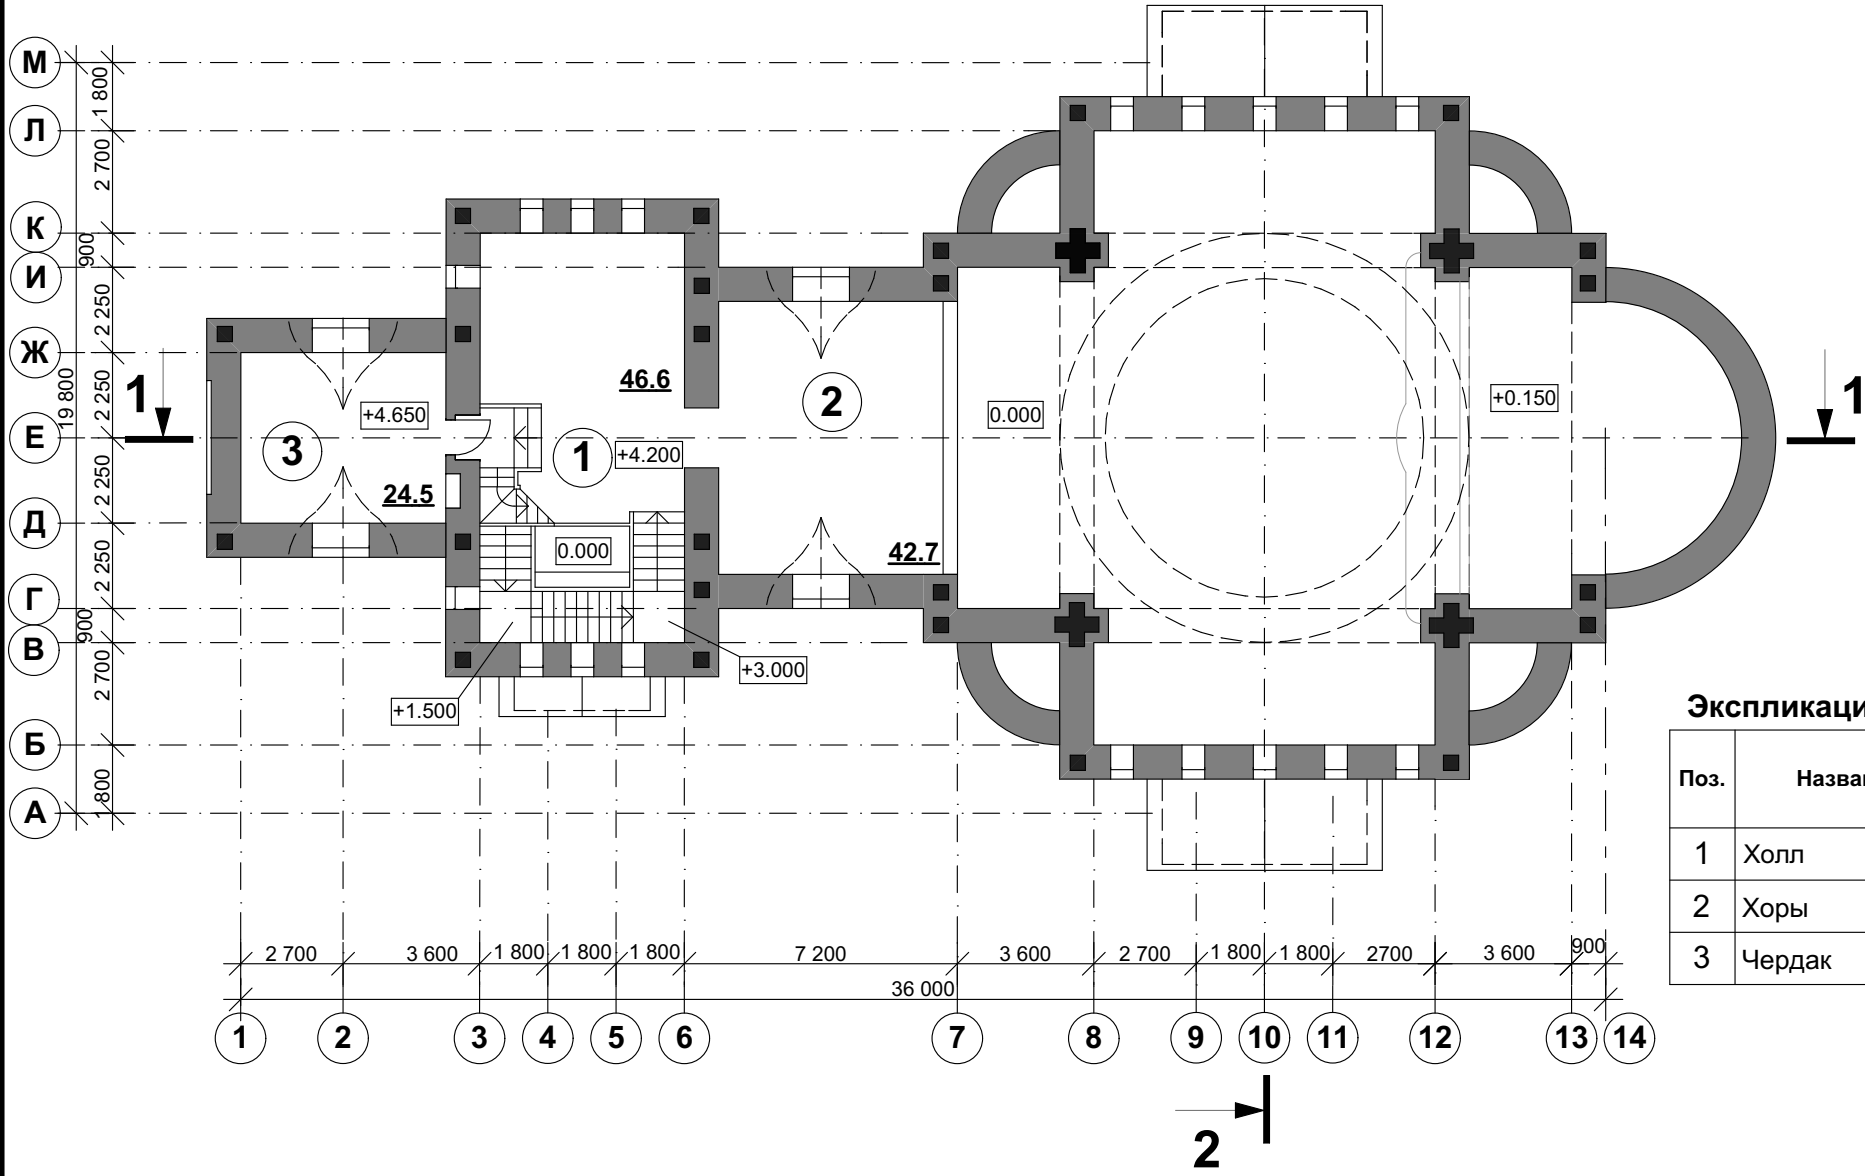 М
Л
К
И
Ж
Е
Д
Г
В
Б
А
1 800
2 700
900
2 250
2 250
2 250
2 250
900
2 700
1 800
19 800
1
1
46.6
2
0.000
+0.150
+4.650
3
1
+4.200
24.5
0.000
42.7
+3.000
+1.500
Экспликаци
Поз.
Назва
1 Холл
2 Хоры
3 Чердак
2 700 3 600 1 800 1 800 1 800 7 200 3 600 2 700 1 800 1 800 2700 3 600 900
36 000
1 2 3 4 5 6 7 8 9 10 11 12 13 14
2